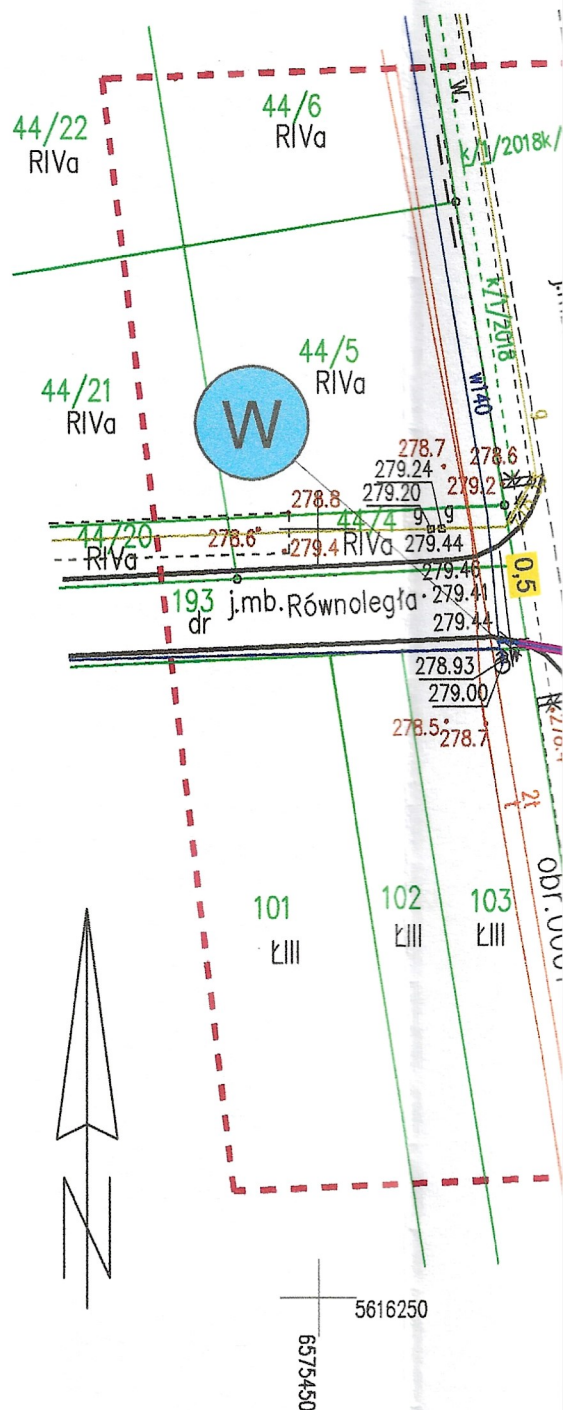 44/22
RIVa
44/6
RIVa
W.
k/1/2018k/
k/1/2018
44/5
RIVa
44/21
RIVa
w140
g
W
278.7
278.6
279.24
279.2
279.20
278.8
44/4
g
g
44/20
RIVa
278.6
279.4
RIVa
279.44
279.46
0,5
193
dr
j.mb. Równoległa
279.41
279.44
278.93
279.00
278.5
278.7
2t
t
101
ŁIII
102
ŁIII
103
ŁIII
N
5616250
6575450